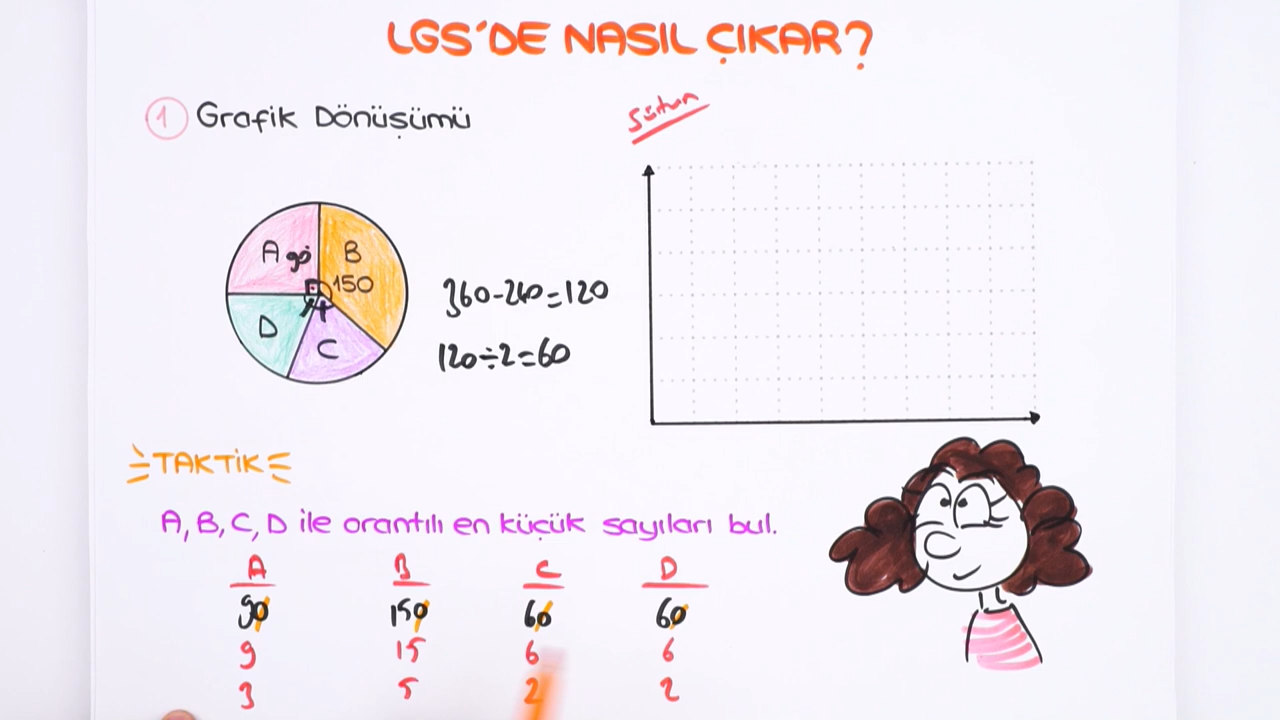 LGS'DE NASIL ÇIKAR?
1 Grafik Dönüşümü
Sütun
A 90
B
150
D
C
360-240=120
120÷2=60
TAKTİK
A, B, C, D ile orantılı en küçük sayıları bul.
A B C D
90 150 60 60
9 15 6 6
3 5 2 2